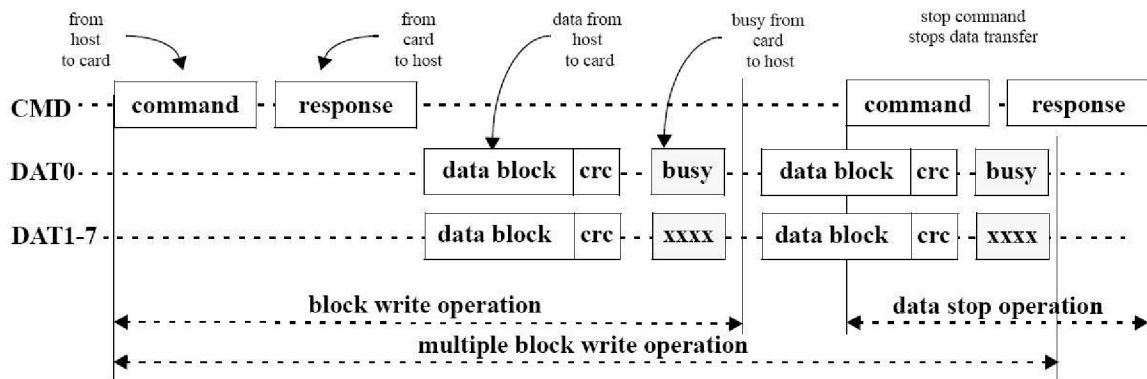 from
host
to card
from
card
to host
data from
host
to card
busy from
card
to host
stop command
stops data transfer
CMD command response command response
DAT0 data block crc busy data block crc busy
DAT1-7 data block crc xxxx data block crc xxxx
block write operation data stop operation
multiple block write operation